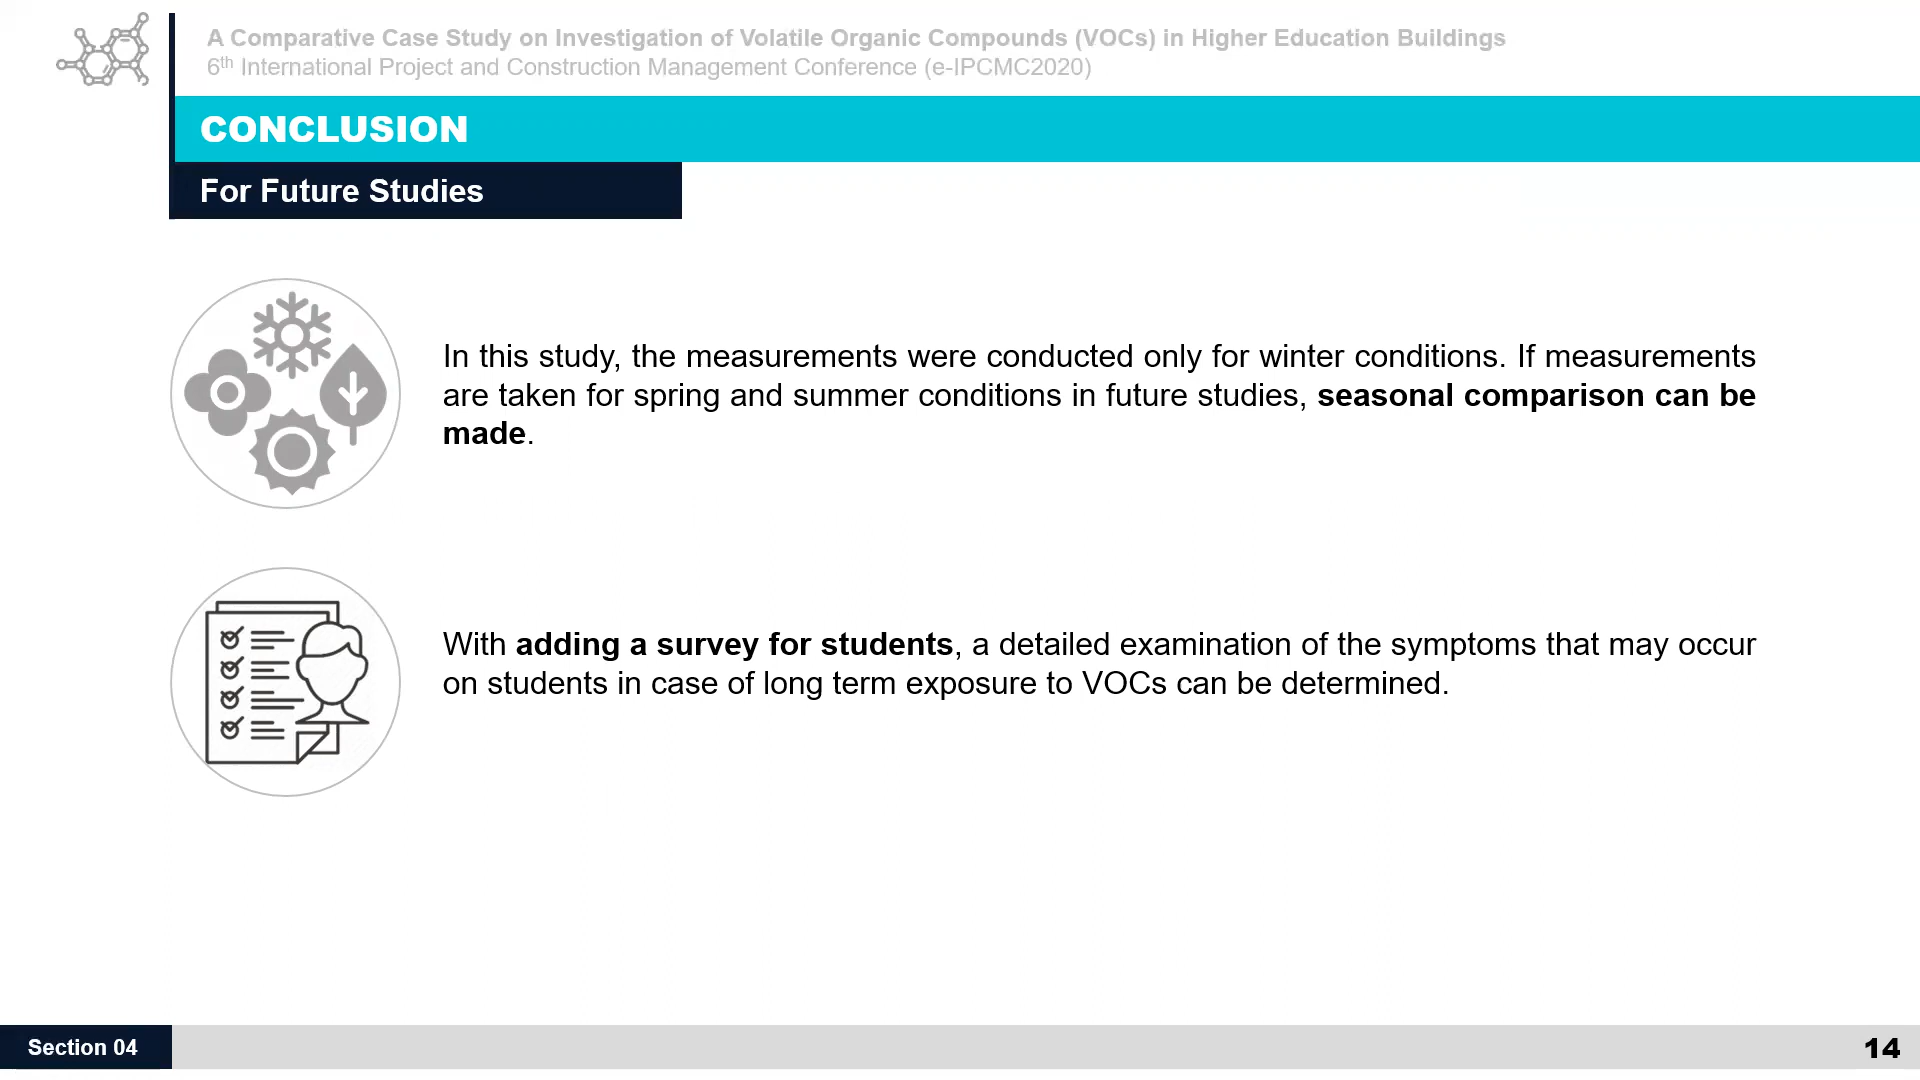 A Comparative Case Study on Investigation of Volatile Organic Compounds (VOCs) in Higher Education Buildings
6th International Project and Construction Management Conference (e-IPCMC2020)
CONCLUSION
For Future Studies
In this study, the measurements were conducted only for winter conditions. If measurements
are taken for spring and summer conditions in future studies, seasonal comparison can be
made.
With adding a survey for students, a detailed examination of the symptoms that may occur
on students in case of long term exposure to VOCs can be determined.
Section 04
14